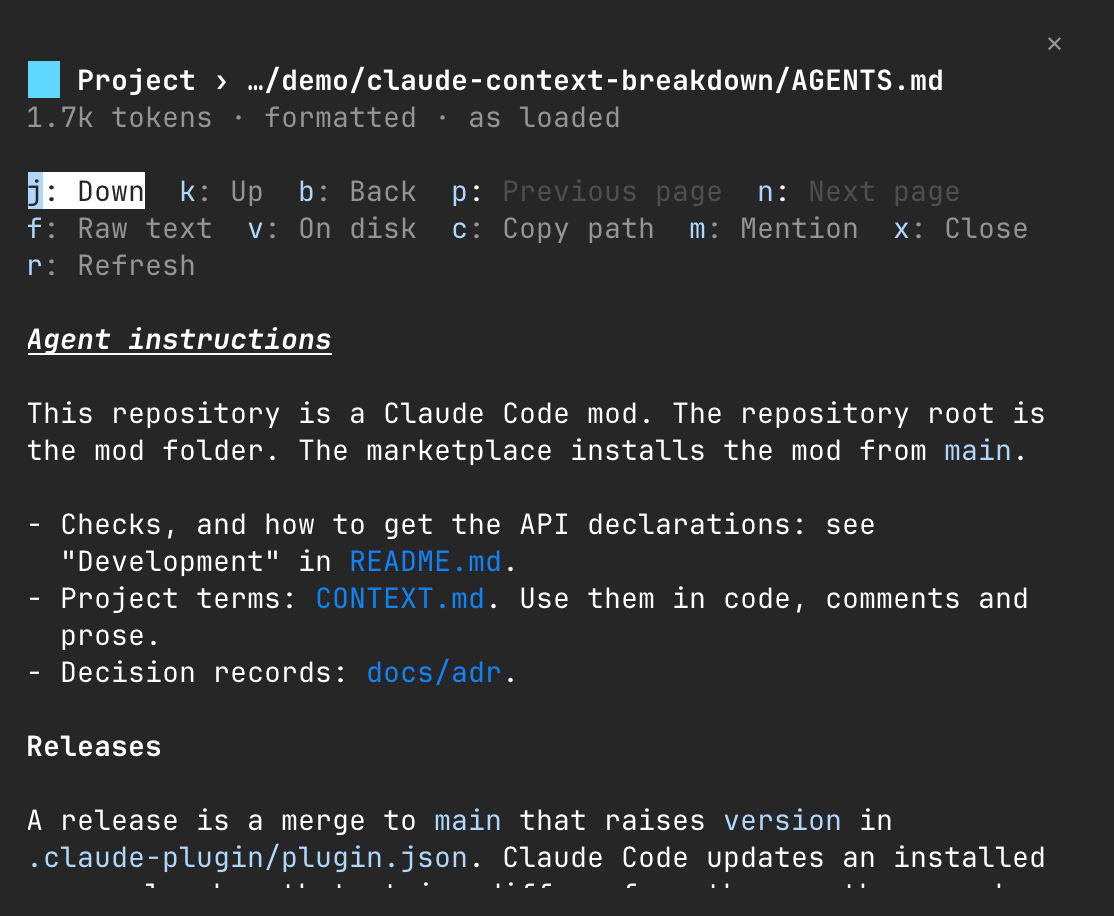 ×
Project › …/demo/claude-context-breakdown/AGENTS.md
1.7k tokens · formatted · as loaded
j: Down k: Up b: Back p: Previous page n: Next page
f: Raw text v: On disk c: Copy path m: Mention x: Close
r: Refresh
Agent instructions
This repository is a Claude Code mod. The repository root is
the mod folder. The marketplace installs the mod from main.
- Checks, and how to get the API declarations: see
"Development" in README.md.
- Project terms: CONTEXT.md. Use them in code, comments and
prose.
- Decision records: docs/adr.
Releases
A release is a merge to main that raises version in
.claude-plugin/plugin.json. Claude Code updates an installed